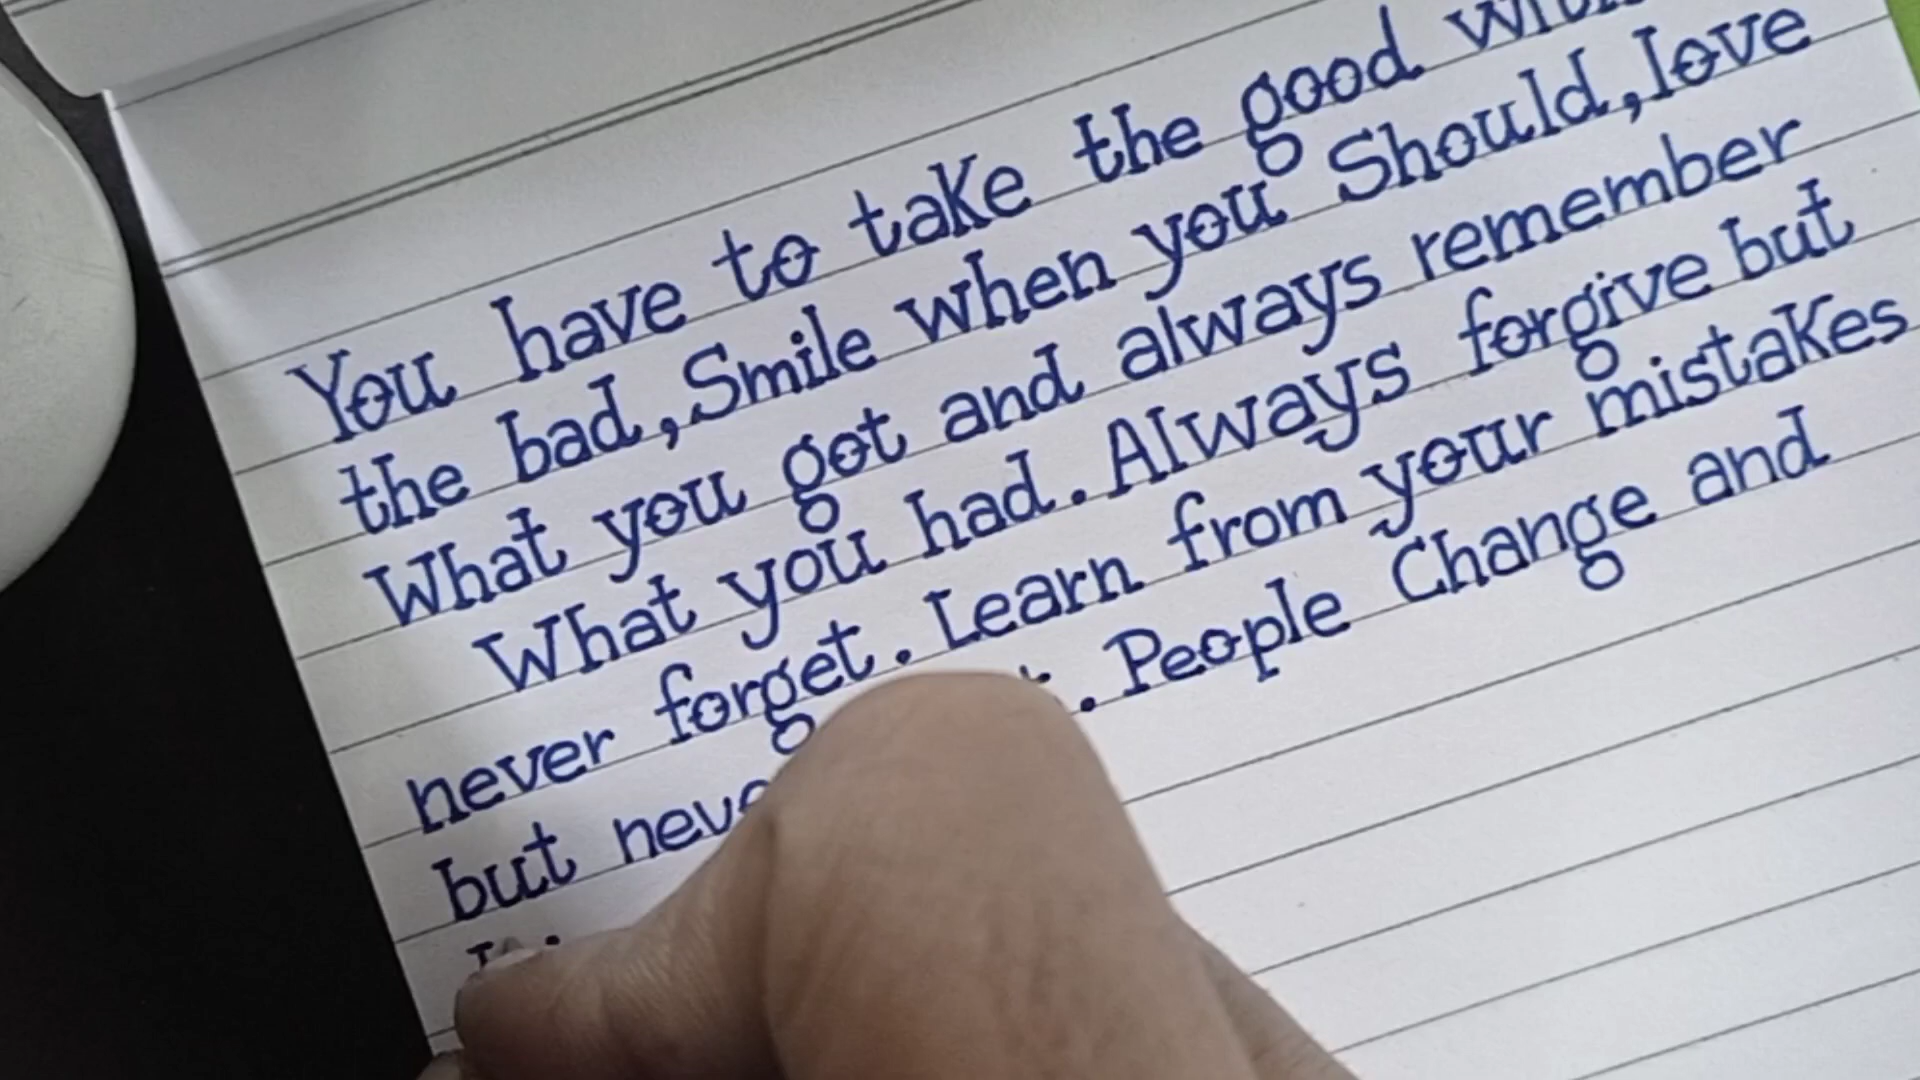 You have to take the good with
the bad, Smile when you Should, love
What you got and always remember
What you had. Always forgive but
never forget. Learn from your mistakes
but . People Change and